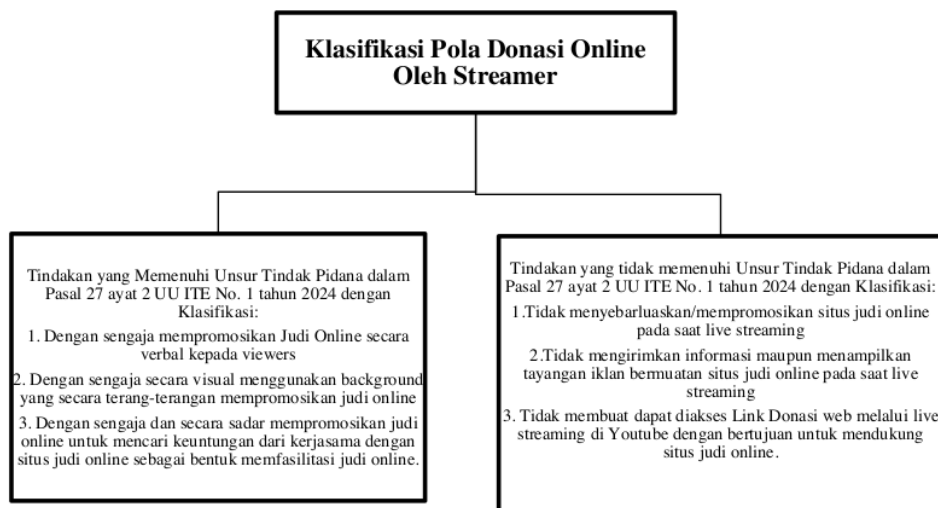 Klasifikasi Pola Donasi Online
Oleh Streamer
Tindakan yang Memenuhi Unsur Tindak Pidana dalam
Pasal 27 ayat 2 UU ITE No. 1 tahun 2024 dengan
Klasifikasi:
1. Dengan sengaja mempromosikan Judi Online secara
verbal kepada viewers
2. Dengan sengaja secara visual menggunakan background
yang secara terang-terangan mempromosikan judi online
3. Dengan sengaja dan secara sadar mempromosikan judi
online untuk mencari keuntungan dari kerjasama dengan
situs judi online sebagai bentuk memfasilitasi judi online.
Tindakan yang tidak memenuhi Unsur Tindak Pidana dalam
Pasal 27 ayat 2 UU ITE No. 1 tahun 2024 dengan Klasifikasi:
1.Tidak menyebarluaskan/mempromosikan situs judi online
pada saat live streaming
2.Tidak mengirimkan informasi maupun menampilkan
tayangan iklan bermuatan situs judi online pada saat live
streaming
3. Tidak membuat dapat diakses Link Donasi web melalui live
streaming di Youtube dengan bertujuan untuk mendukung
situs judi online.